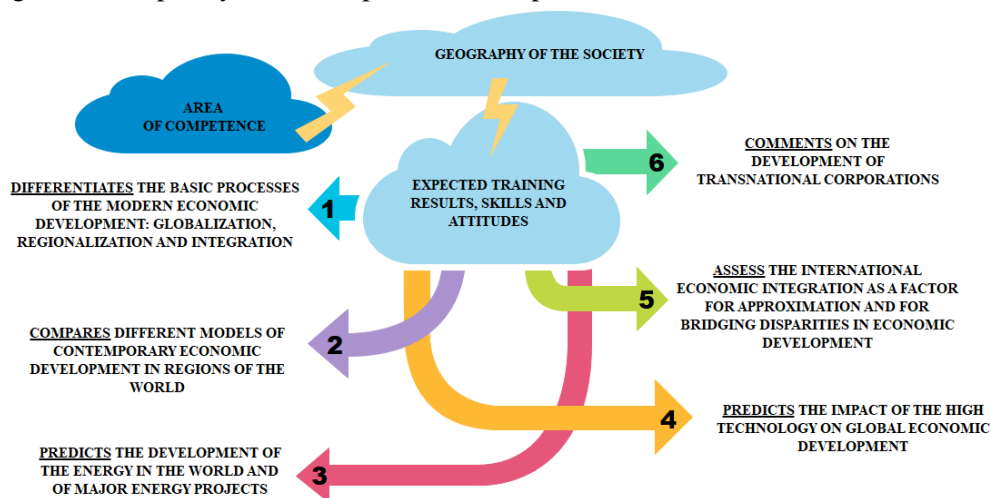 GEOGRAPHY OF THE SOCIETY
AREA
OF COMPETENCE
EXPECTED TRAINING
RESULTS, SKILLS AND
ATTITUDES
1
DIFFERENTIATES THE BASIC PROCESSES
OF THE MODERN ECONOMIC
DEVELOPMENT: GLOBALIZATION,
REGIONALIZATION AND INTEGRATION
2
COMPARES DIFFERENT MODELS OF
CONTEMPORARY ECONOMIC
DEVELOPMENT IN REGIONS OF THE
WORLD
3
PREDICTS THE DEVELOPMENT OF
THE ENERGY IN THE WORLD AND
OF MAJOR ENERGY PROJECTS
4
PREDICTS THE IMPACT OF THE HIGH
TECHNOLOGY ON GLOBAL ECONOMIC
DEVELOPMENT
5
ASSESS THE INTERNATIONAL
ECONOMIC INTEGRATION AS A FACTOR
FOR APPROXIMATION AND FOR
BRIDGING DISPARITIES IN ECONOMIC
DEVELOPMENT
6
COMMENTS ON THE
DEVELOPMENT OF
TRANSNATIONAL CORPORATIONS